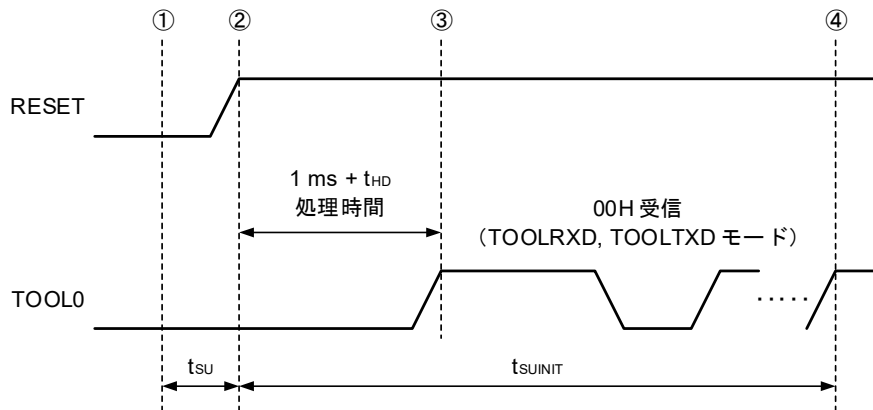 ① ② ③ ④
RESET
1 ms + tHD
処理時間
00H 受信
（TOOLRXD, TOOLTXD モード）
TOOL0
tSU
tSUINIT